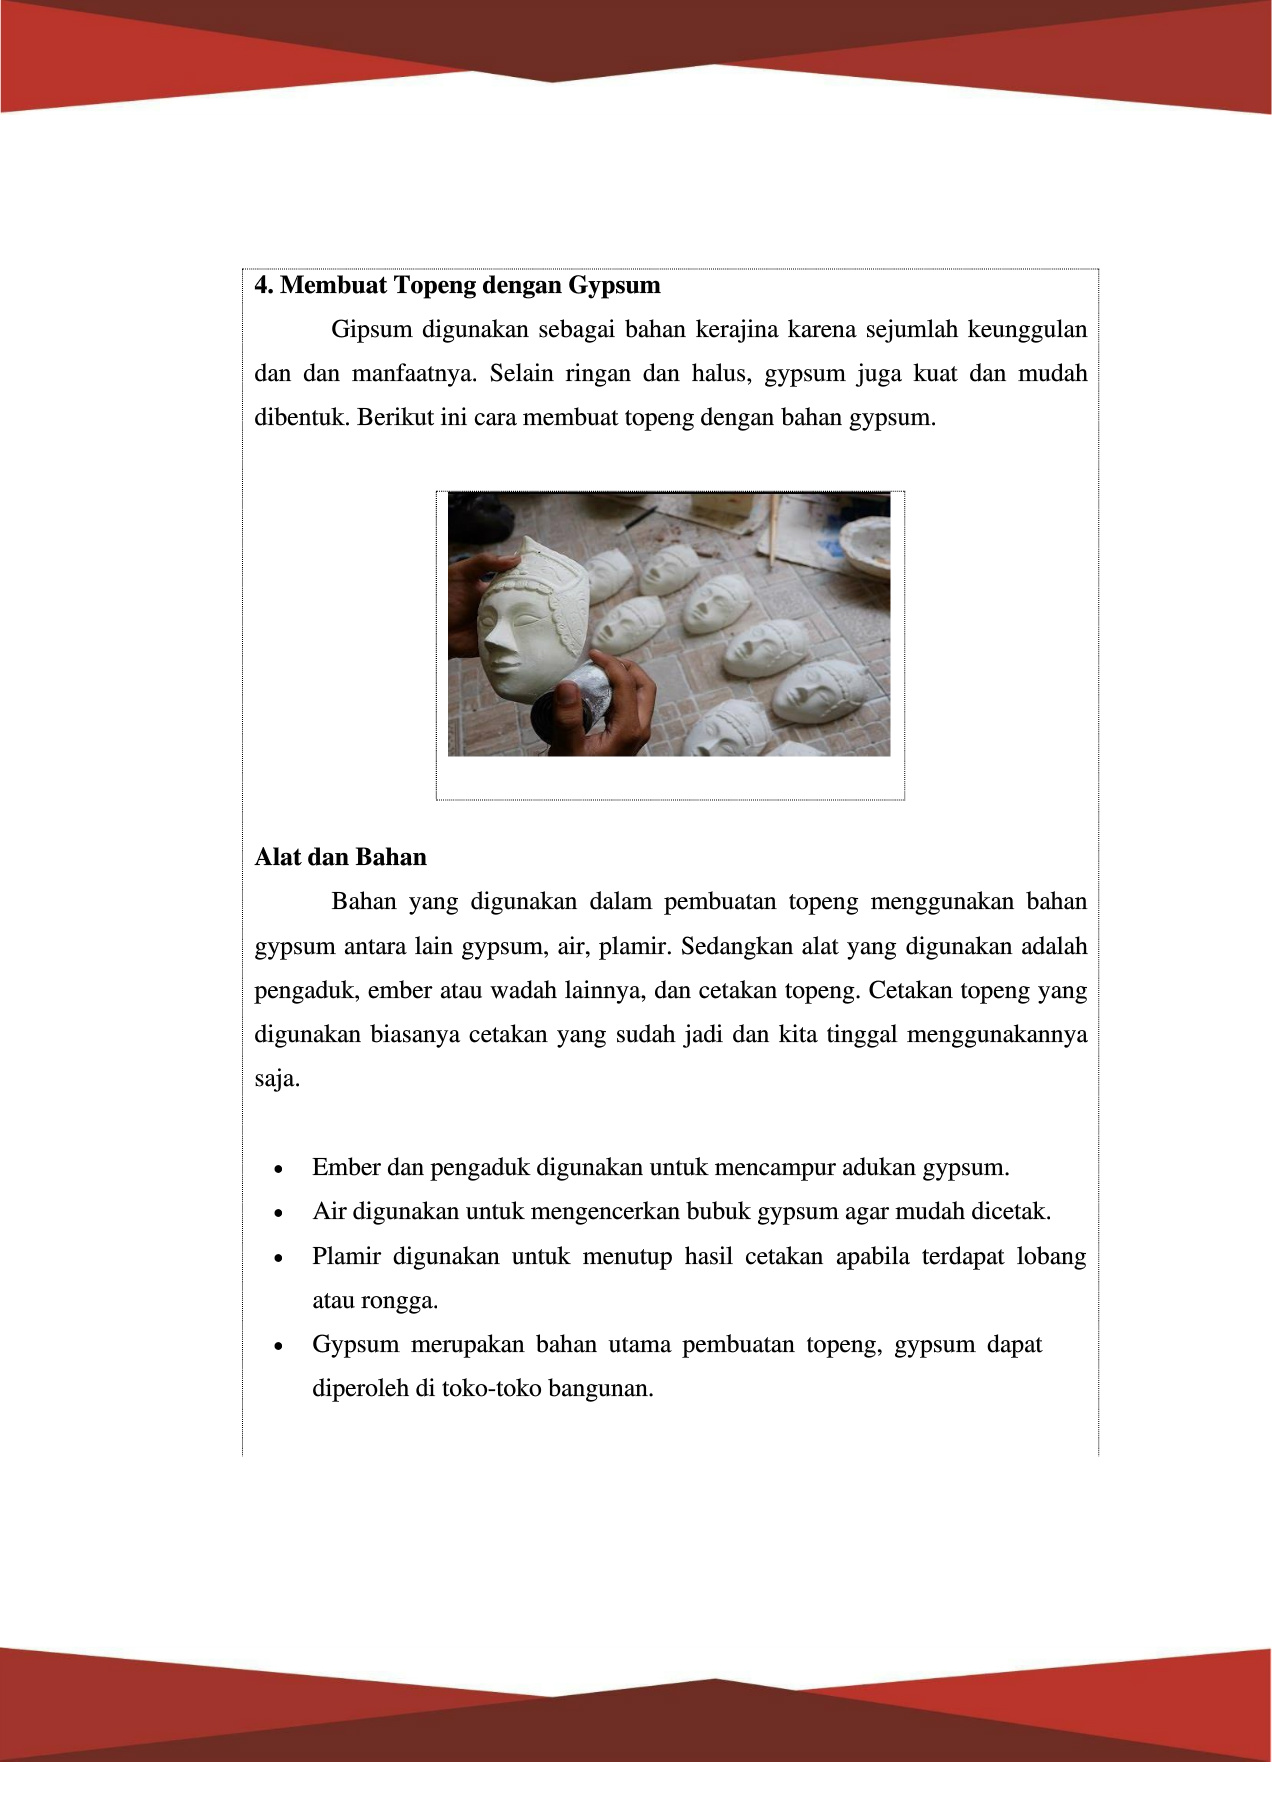 4. Membuat Topeng dengan Gypsum
Gipsum digunakan sebagai bahan kerajina karena sejumlah keunggulan
dan dan manfaatnya. Selain ringan dan halus, gypsum juga kuat dan mudah
dibentuk. Berikut ini cara membuat topeng dengan bahan gypsum.
Alat dan Bahan
Bahan yang digunakan dalam pembuatan topeng menggunakan bahan
gypsum antara lain gypsum, air, plamir. Sedangkan alat yang digunakan adalah
pengaduk, ember atau wadah lainnya, dan cetakan topeng. Cetakan topeng yang
digunakan biasanya cetakan yang sudah jadi dan kita tinggal menggunakannya
saja.
• Ember dan pengaduk digunakan untuk mencampur adukan gypsum.
• Air digunakan untuk mengencerkan bubuk gypsum agar mudah dicetak.
• Plamir digunakan untuk menutup hasil cetakan apabila terdapat lobang
atau rongga.
• Gypsum merupakan bahan utama pembuatan topeng, gypsum dapat
diperoleh di toko-toko bangunan.